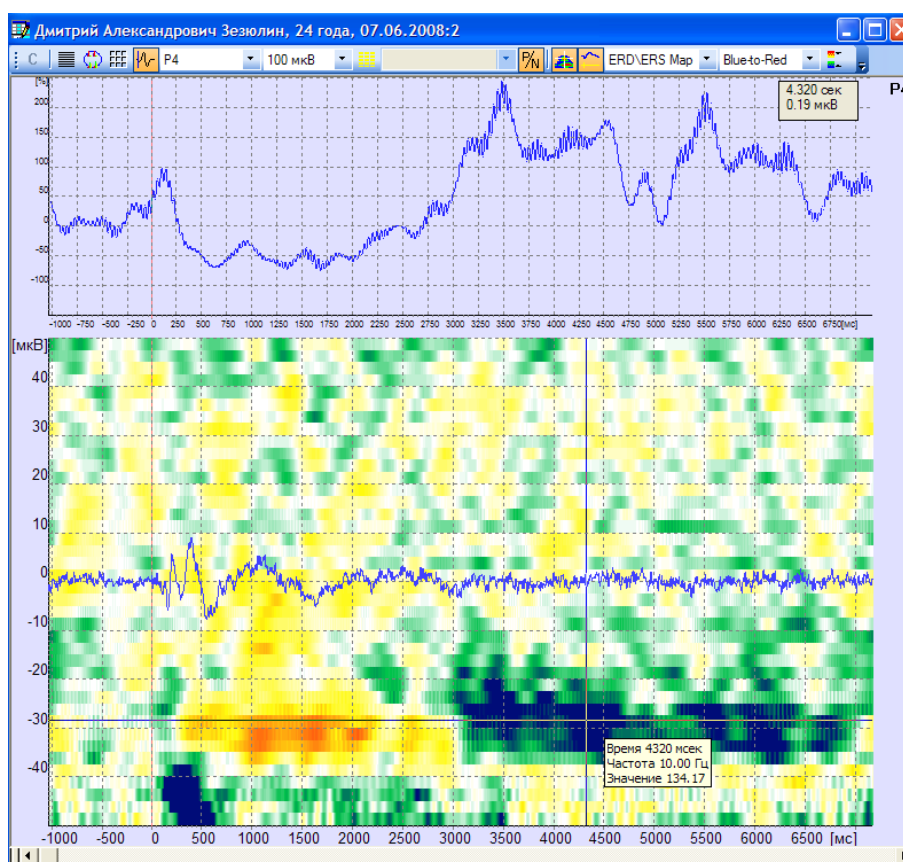 Дмитрий Александрович Зезюлин, 24 года, 07.06.2008:2
C P4 100 мкВ P/N ERD\ERS Map Blue-to-Red
[%]
4.320 сек
0.19 мкВ
P4
200
150
100
50
0
-50
-100
-1000 -750 -500 -250 0 250 500 750 1000 1250 1500 1750 2000 2250 2500 2750 3000 3250 3500 3750 4000 4250 4500 4750 5000 5250 5500 5750 6000 6250 6500 6750[мс]
[мкВ]
40
30
20
10
0
-10
-20
-30
-40
Время 4320 мсек
Частота 10.00 Гц
Значение 134.17
-1000 -500 0 500 1000 1500 2000 2500 3000 3500 4000 4500 5000 5500 6000 6500 [мс]